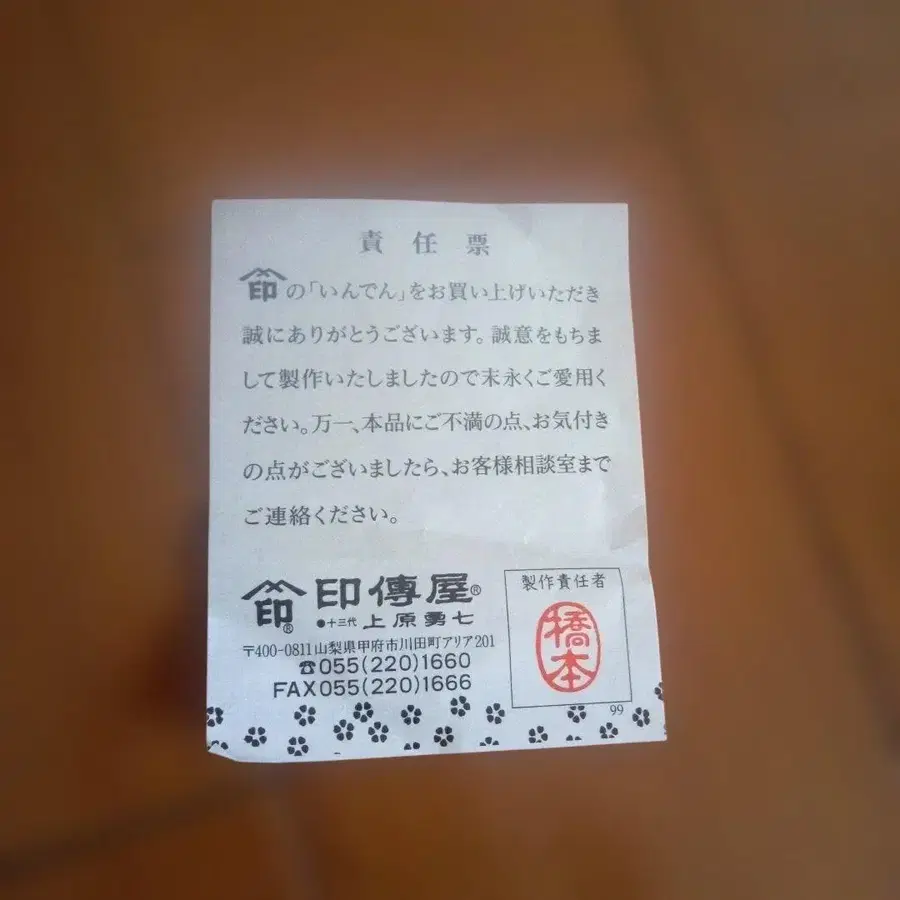 責任票
印の「いんでん」をお買い上げいただき
誠にありがとうございます。誠意をもちま
して製作いたしましたので末永くご愛用く
ださい。万一、本品にご不満の点、お気付き
の点がございましたら、お客様相談室まで
ご連絡ください。
印 ® 印傳屋®
●十三代 上原勇七
〒400-0811山梨県甲府市川田町アリア201
☎055(220)1660
FAX055(220)1666
製作責任者
橋本
99